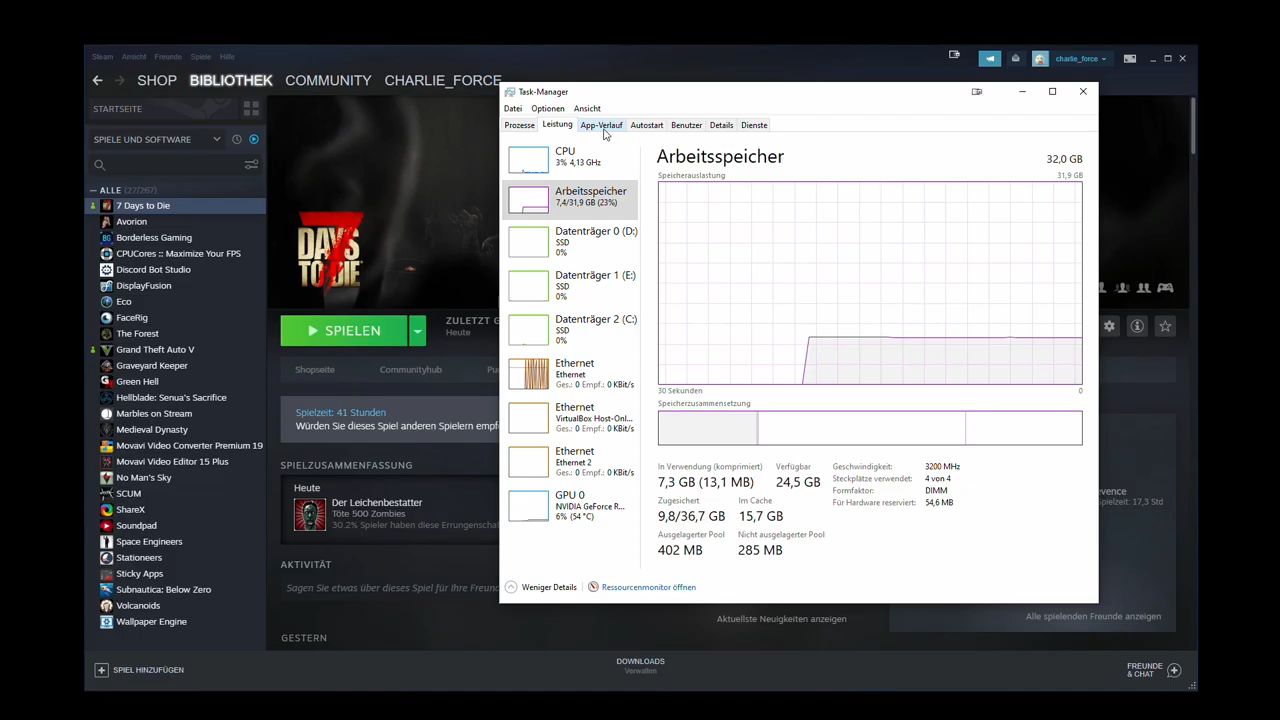 Steam Ansicht Freunde Spiele Hilfe
charlie_force
SHOP BIBLIOTHEK COMMUNITY CHARLIE_FORCE
STARTSEITE
SPIELE UND SOFTWARE
ALLE (27/267)
7 Days to Die
Avorion
Borderless Gaming
CPUCores :: Maximize Your FPS
Discord Bot Studio
DisplayFusion
Eco
FaceRig
The Forest
Grand Theft Auto V
Graveyard Keeper
Green Hell
Hellblade: Senua's Sacrifice
Marbles on Stream
Medieval Dynasty
Movavi Video Converter Premium 19
Movavi Video Editor 15 Plus
No Man's Sky
SCUM
ShareX
Soundpad
Space Engineers
Stationeers
Sticky Apps
Subnautica: Below Zero
Volcanoids
Wallpaper Engine
SPIEL HINZUFÜGEN
7
DAYS
TO DIE
SPIELEN
ZULETZT G
Heute
Shopseite Communityhub
Spielzeit: 41 Stunden
Würden Sie dieses Spiel anderen Spielern empf
SPIELZUSAMMENFASSUNG
Heute
Der Leichenbestatter
Töte 500 Zombies
30.2% Spieler haben diese Errungenscha
AKTIVITÄT
Sagen Sie etwas über dieses Spiel für Ihre Freun
GESTERN
Aktuellste Neuigkeiten anzeigen
Alle spielenden Freunde anzeigen
Spielzeit: 17,3 Std
DOWNLOADS
Verwalten
FREUNDE
& CHAT
Task-Manager
Datei Optionen Ansicht
Prozesse Leistung App-Verlauf Autostart Benutzer Details Dienste
CPU
3% 4,13 GHz
Arbeitsspeicher
7,4/31,9 GB (23%)
Datenträger 0 (D:)
SSD
0%
Datenträger 1 (E:)
SSD
0%
Datenträger 2 (C:)
SSD
0%
Ethernet
Ethernet
Ges.: 0 Empf.: 0 KBit/s
Ethernet
VirtualBox Host-Onl...
Ges.: 0 Empf.: 0 KBit/s
Ethernet
Ethernet 2
Ges.: 0 Empf.: 0 KBit/s
GPU 0
NVIDIA GeForce R...
6% (54 °C)
Arbeitsspeicher 32,0 GB
Speicherauslastung 31,9 GB
30 Sekunden 0
Speicherzusammensetzung
In Verwendung (komprimiert) Verfügbar
7,3 GB (13,1 MB) 24,5 GB
Zugesichert Im Cache
9,8/36,7 GB 15,7 GB
Ausgelagerter Pool Nicht ausgelagerter Pool
402 MB 285 MB
Geschwindigkeit: 3200 MHz
Steckplätze verwendet: 4 von 4
Formfaktor: DIMM
Für Hardware reserviert: 54,6 MB
Weniger Details Ressourcenmonitor öffnen